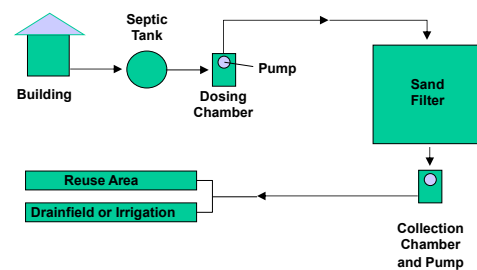 Septic
Tank
Pump
Building
Dosing
Chamber
Sand
Filter
Reuse Area
Drainfield or Irrigation
Collection
Chamber
and Pump